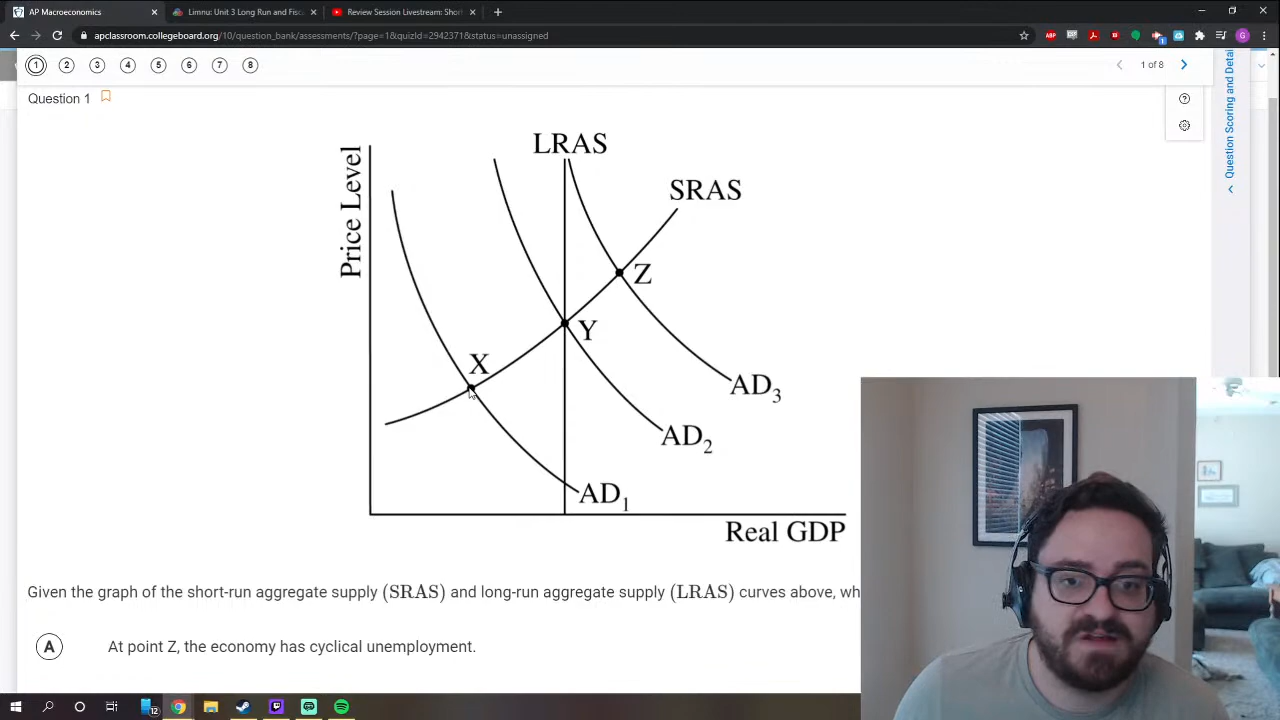 AP Macroeconomics
Limnu: Unit 3 Long Run and Fisca
Review Session Livestream: Shor
apclassroom.collegeboard.org/10/question_bank/assessments/?page=1&quizId=2942371&status=unassigned
1 2 3 4 5 6 7 8
1 of 8
Question 1
Question Scoring and Detai
LRAS
SRAS
Price Level
Z
Y
X
AD3
AD2
AD1
Real GDP
Given the graph of the short-run aggregate supply (SRAS) and long-run aggregate supply (LRAS) curves above, wh
A At point Z, the economy has cyclical unemployment.